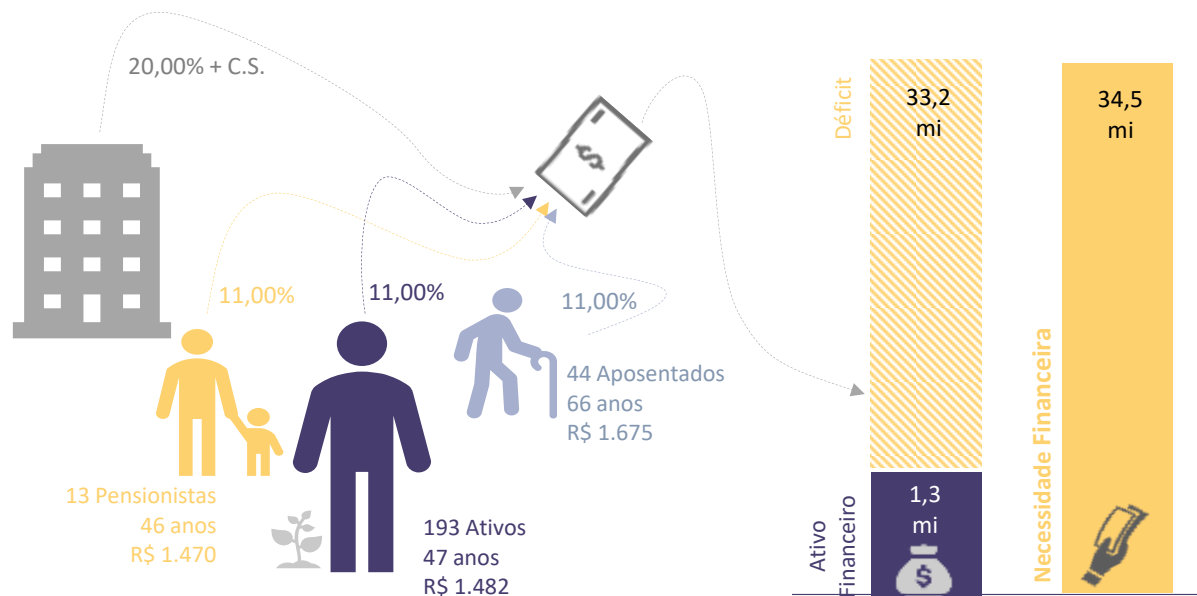 20,00% + C.S.
11,00%
11,00%
11,00%
13 Pensionistas
46 anos
R$ 1.470
193 Ativos
47 anos
R$ 1.482
44 Aposentados
66 anos
R$ 1.675
$
Déficit
33,2
mi
Ativo
Financeiro
1,3
mi
$
Necessidade Financeira
34,5
mi